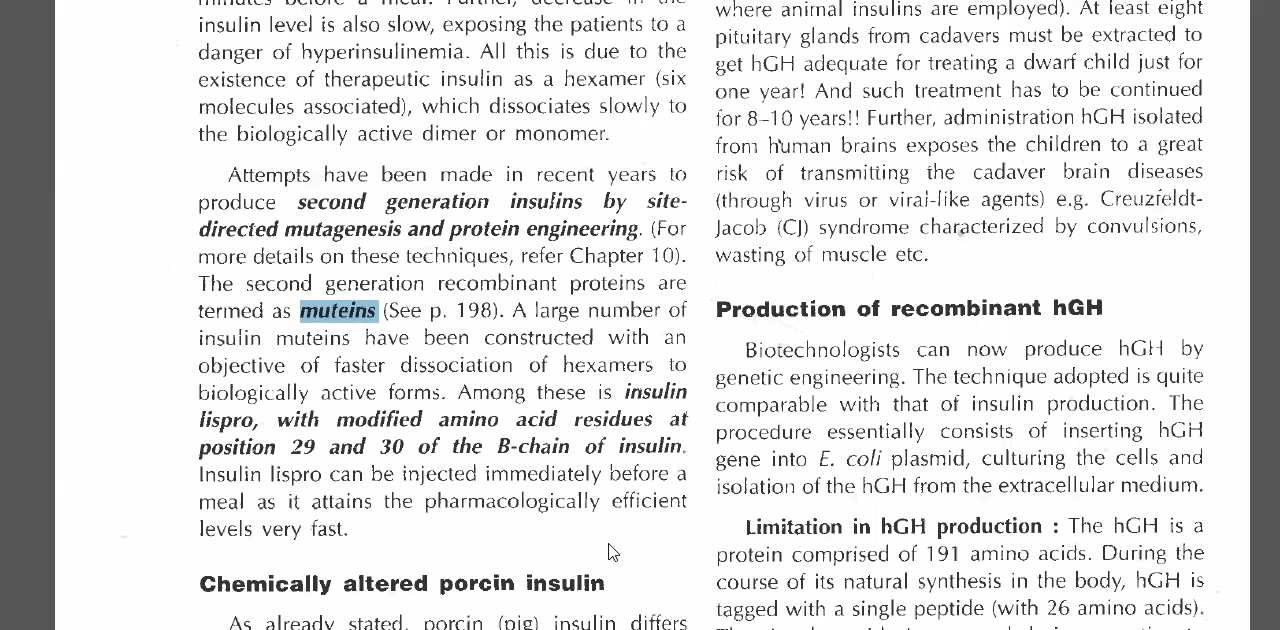 insulin level is also slow, exposing the patients to a
danger of hyperinsulinemia. All this is due to the
existence of therapeutic insulin as a hexamer (six
molecules associated), which dissociates slowly to
the biologically active dimer or monomer.
Attempts have been made in recent years to
produce second generation insulins by site-
directed mutagenesis and protein engineering. (For
more details on these techniques, refer Chapter 10).
The second generation recombinant proteins are
termed as muteins (See p. 198). A large number of
insulin muteins have been constructed with an
objective of faster dissociation of hexamers to
biologically active forms. Among these is insulin
lispro, with modified amino acid residues at
position 29 and 30 of the B-chain of insulin.
Insulin lispro can be injected immediately before a
meal as it attains the pharmacologically efficient
levels very fast.
Chemically altered porcin insulin
As already stated, porcin (pig) insulin differs
where animal insulins are employed). At least eight
pituitary glands from cadavers must be extracted to
get hGH adequate for treating a dwarf child just for
one year! And such treatment has to be continued
for 8–10 years!! Further, administration hGH isolated
from human brains exposes the children to a great
risk of transmitting the cadaver brain diseases
(through virus or viral-like agents) e.g. Creuzfeldt-
Jacob (CJ) syndrome characterized by convulsions,
wasting of muscle etc.
Production of recombinant hGH
Biotechnologists can now produce hGH by
genetic engineering. The technique adopted is quite
comparable with that of insulin production. The
procedure essentially consists of inserting hGH
gene into E. coli plasmid, culturing the cells and
isolation of the hGH from the extracellular medium.
Limitation in hGH production : The hGH is a
protein comprised of 191 amino acids. During the
course of its natural synthesis in the body, hGH is
tagged with a single peptide (with 26 amino acids).